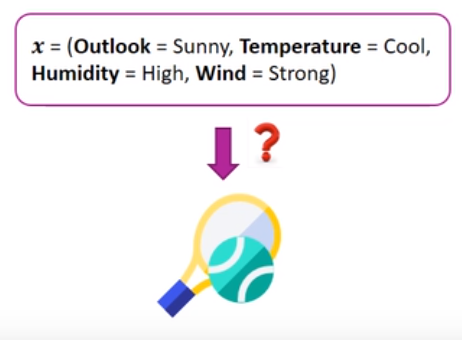 x = (Outlook = Sunny, Temperature = Cool,
Humidity = High, Wind = Strong)
?